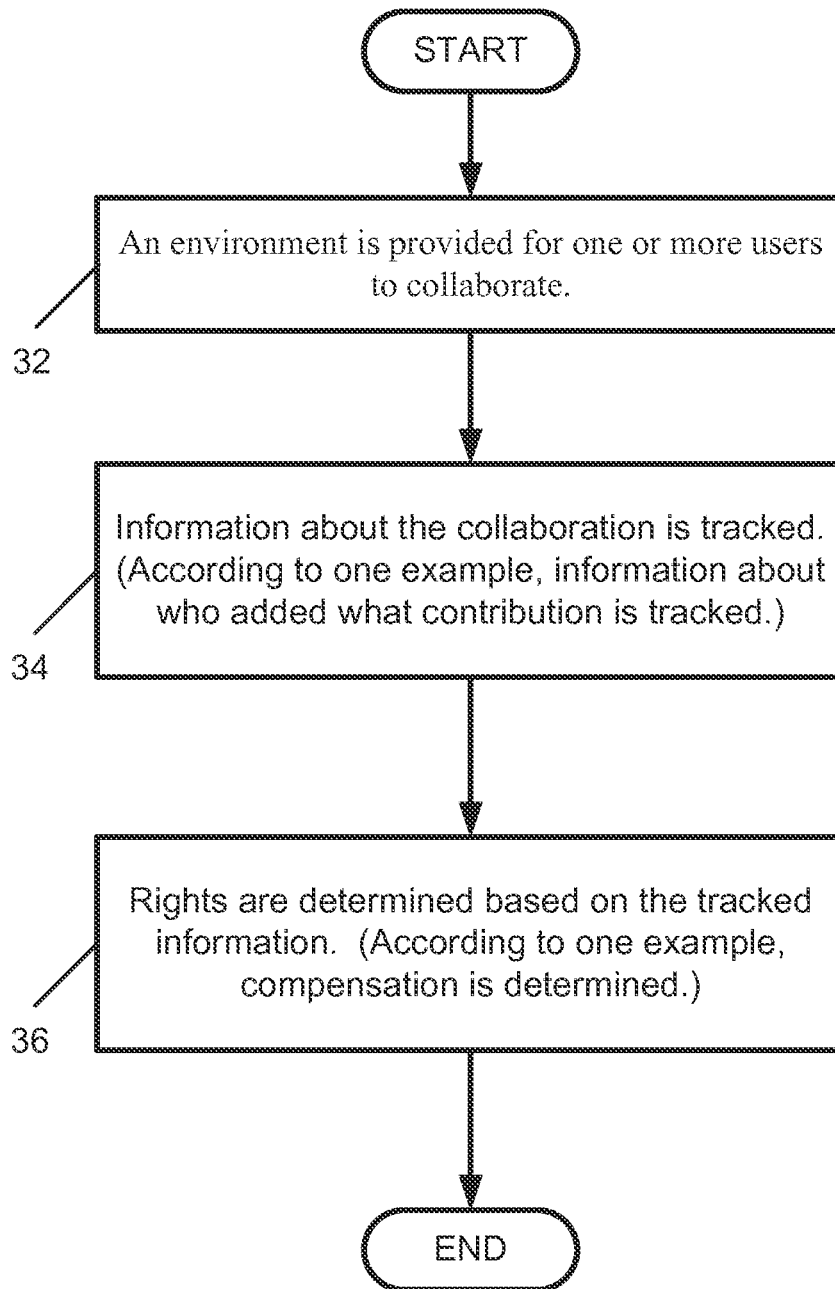 START
An environment is provided for one or more users
to collaborate.
32
Information about the collaboration is tracked.
(According to one example, information about
who added what contribution is tracked.)
34
Rights are determined based on the tracked
information.  (According to one example,
compensation is determined.)
36
END